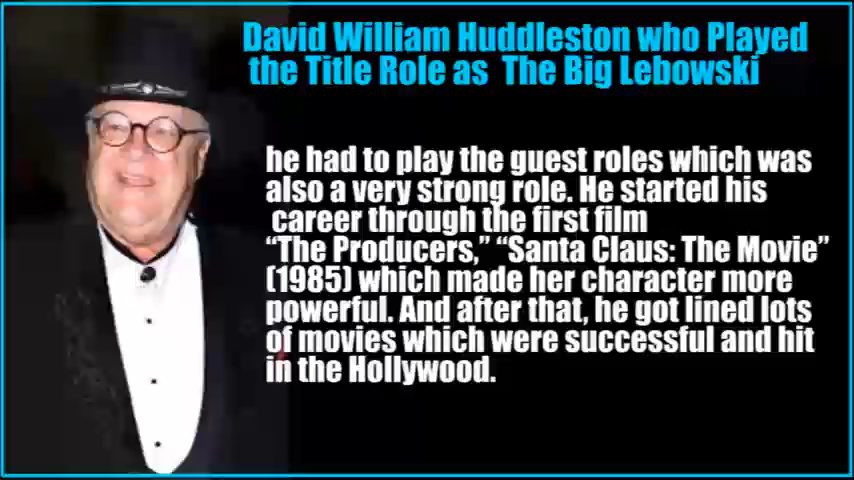 David William Huddleston who Played
the Title Role as The Big Lebowski
he had to play the guest roles which was
also a very strong role. He started his
career through the first film
“The Producers,” “Santa Claus: The Movie”
(1985) which made her character more
powerful. And after that, he got lined lots
of movies which were successful and hit
in the Hollywood.